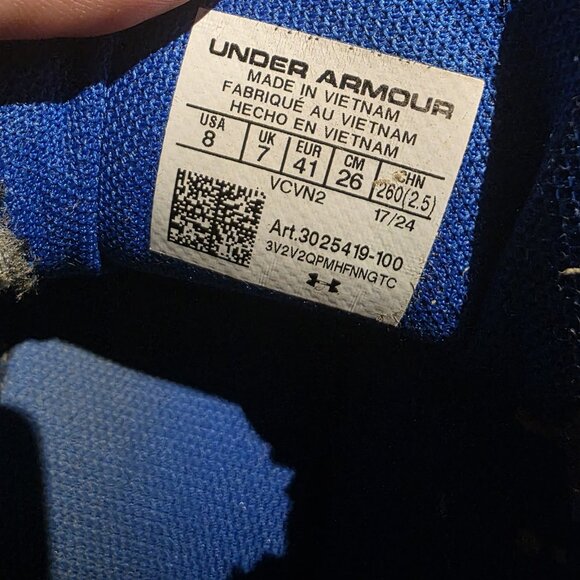 UNDER ARMOUR
MADE IN VIETNAM
FABRIQUÉ AU VIETNAM
HECHO EN VIETNAM
USA UK EUR CM CHN
8 7 41 26 260(2.5)
VCVN2 17/24
Art.3025419-100
3V2V2QPMHFNNGTC